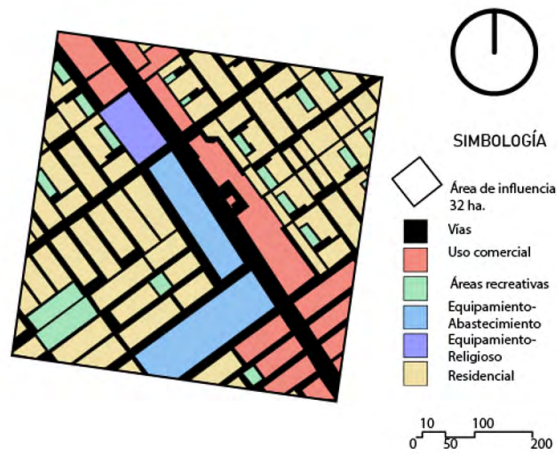 SIMBOLOGÍA
Área de influencia
32 ha.
Vías
Uso comercial
Áreas recreativas
Equipamiento-
Abastecimiento
Equipamiento-
Religioso
Residencial
10 100
0 50 200